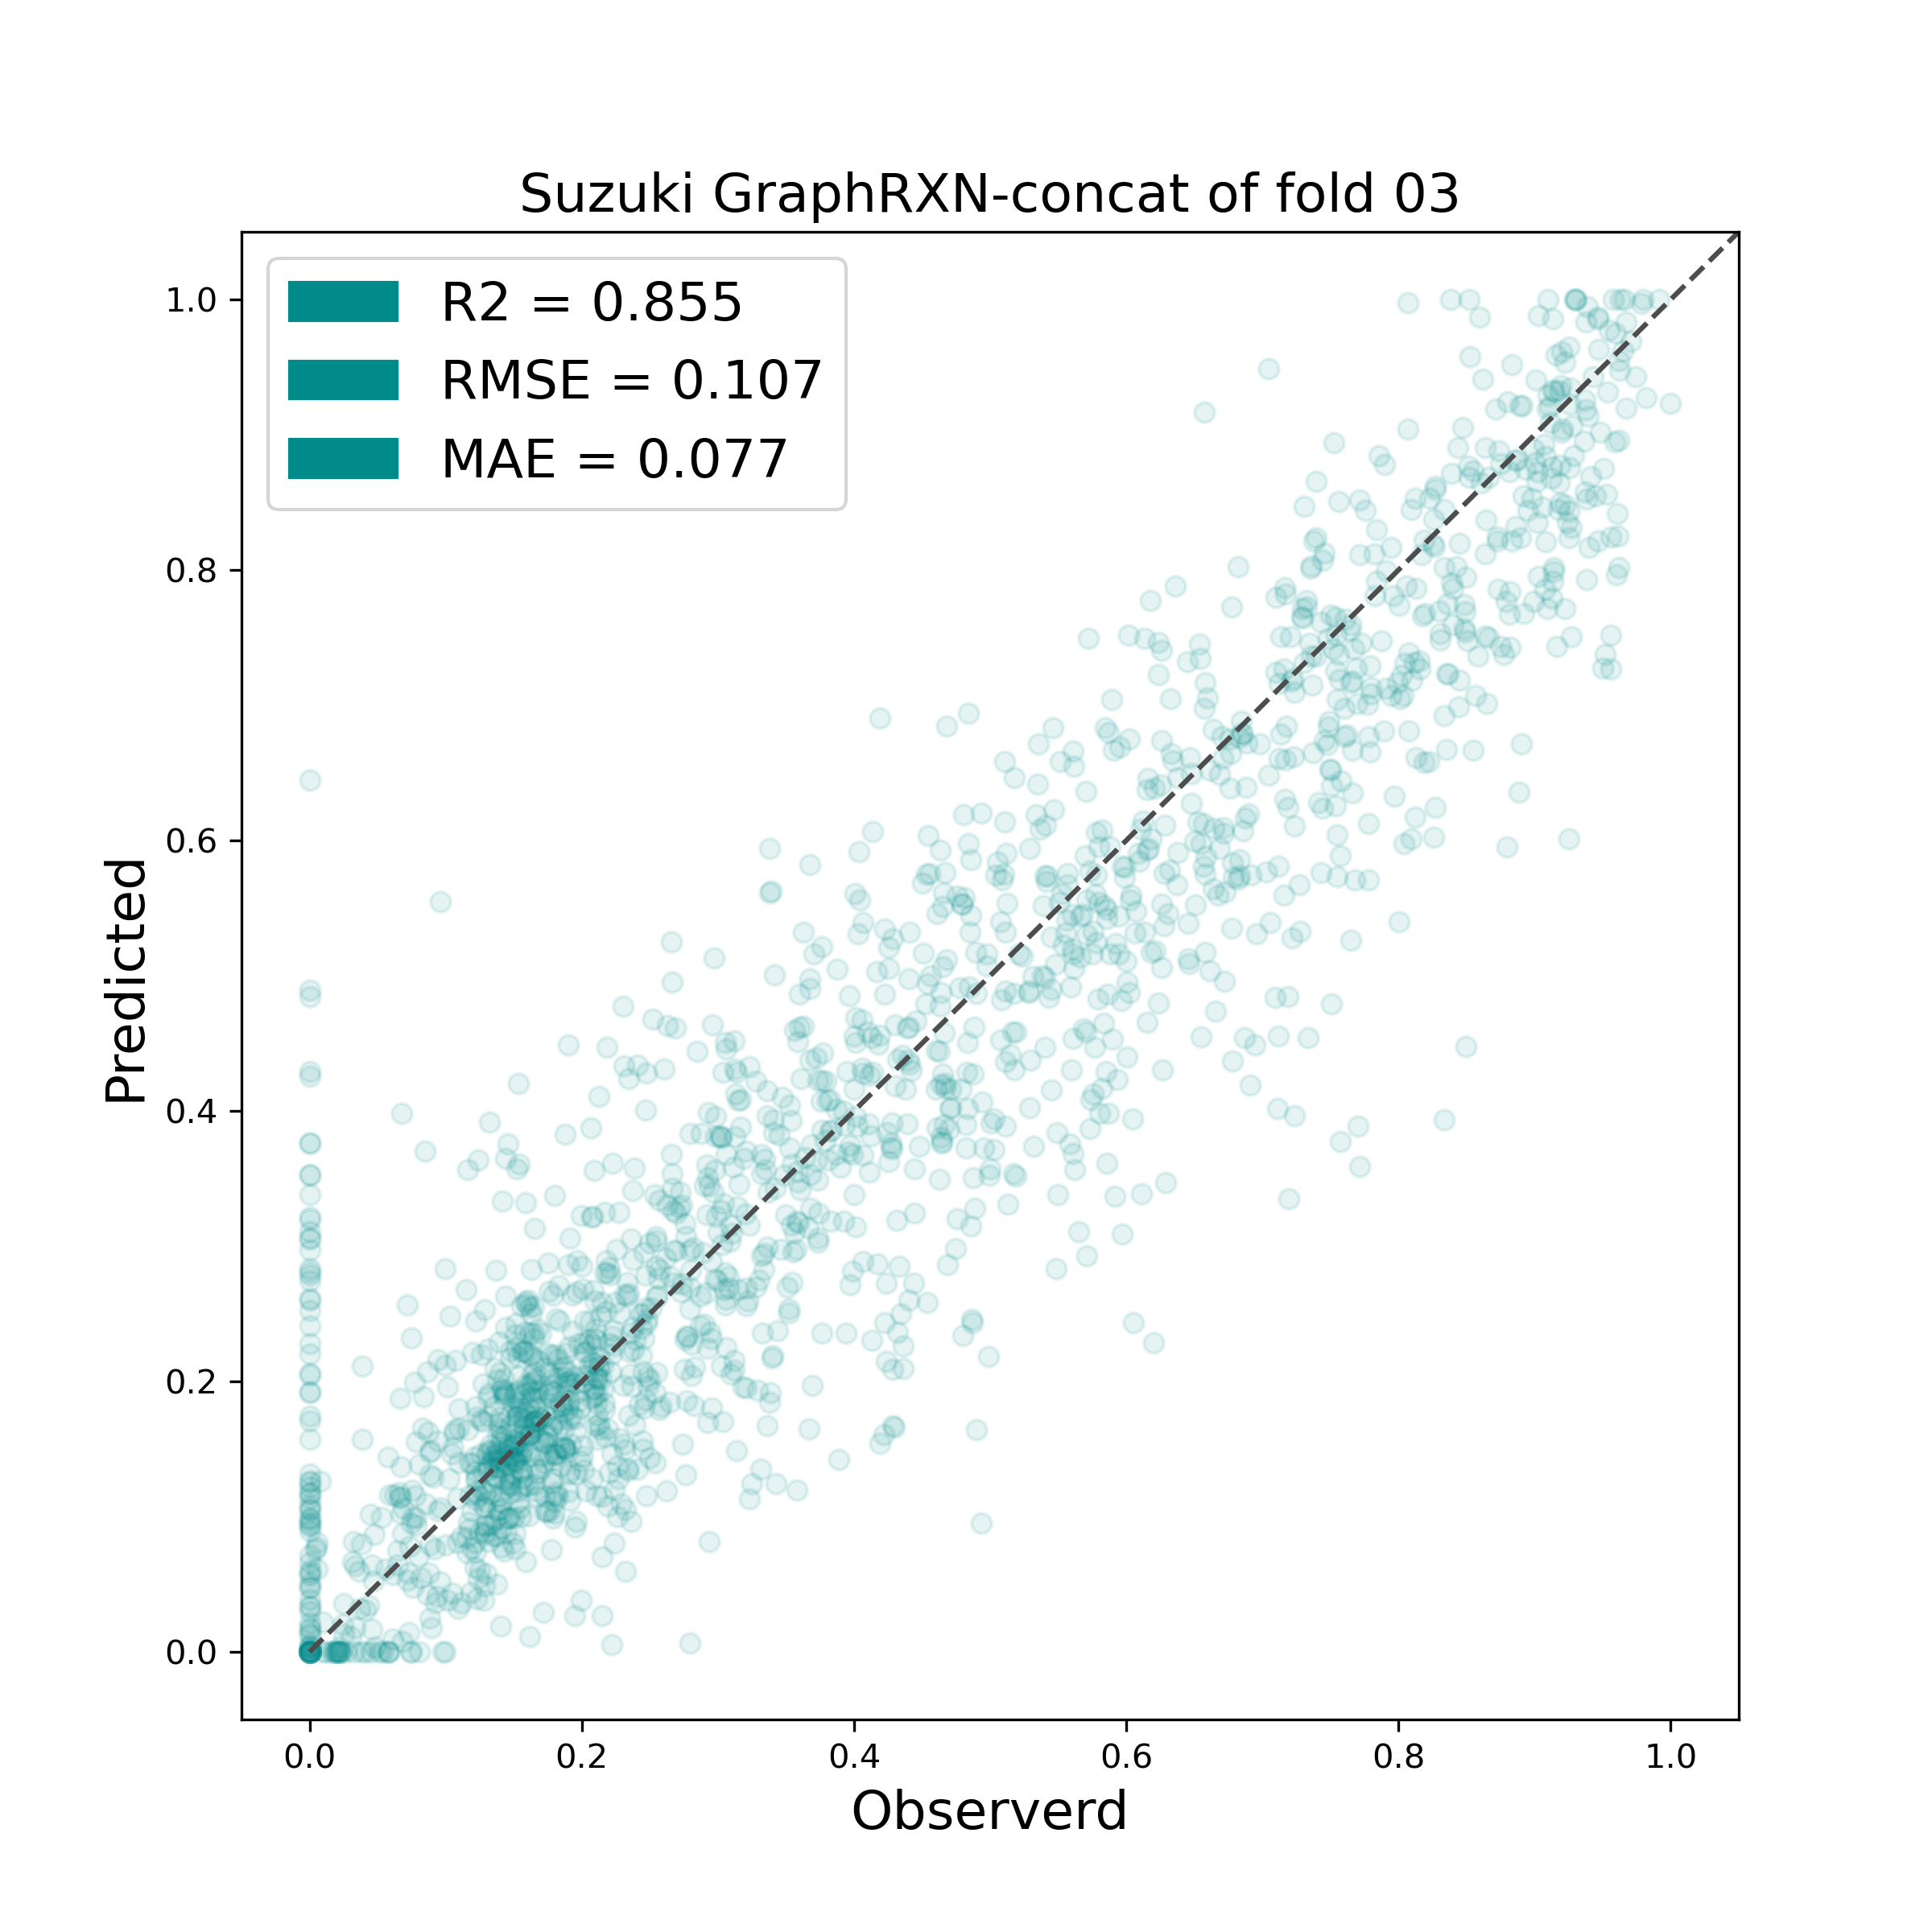 Suzuki GraphRXN-concat of fold 03
R2 = 0.855
RMSE = 0.107
MAE = 0.077
Predicted
1.0
0.8
0.6
0.4
0.2
0.0
0.0 0.2 0.4 0.6 0.8 1.0
Observerd